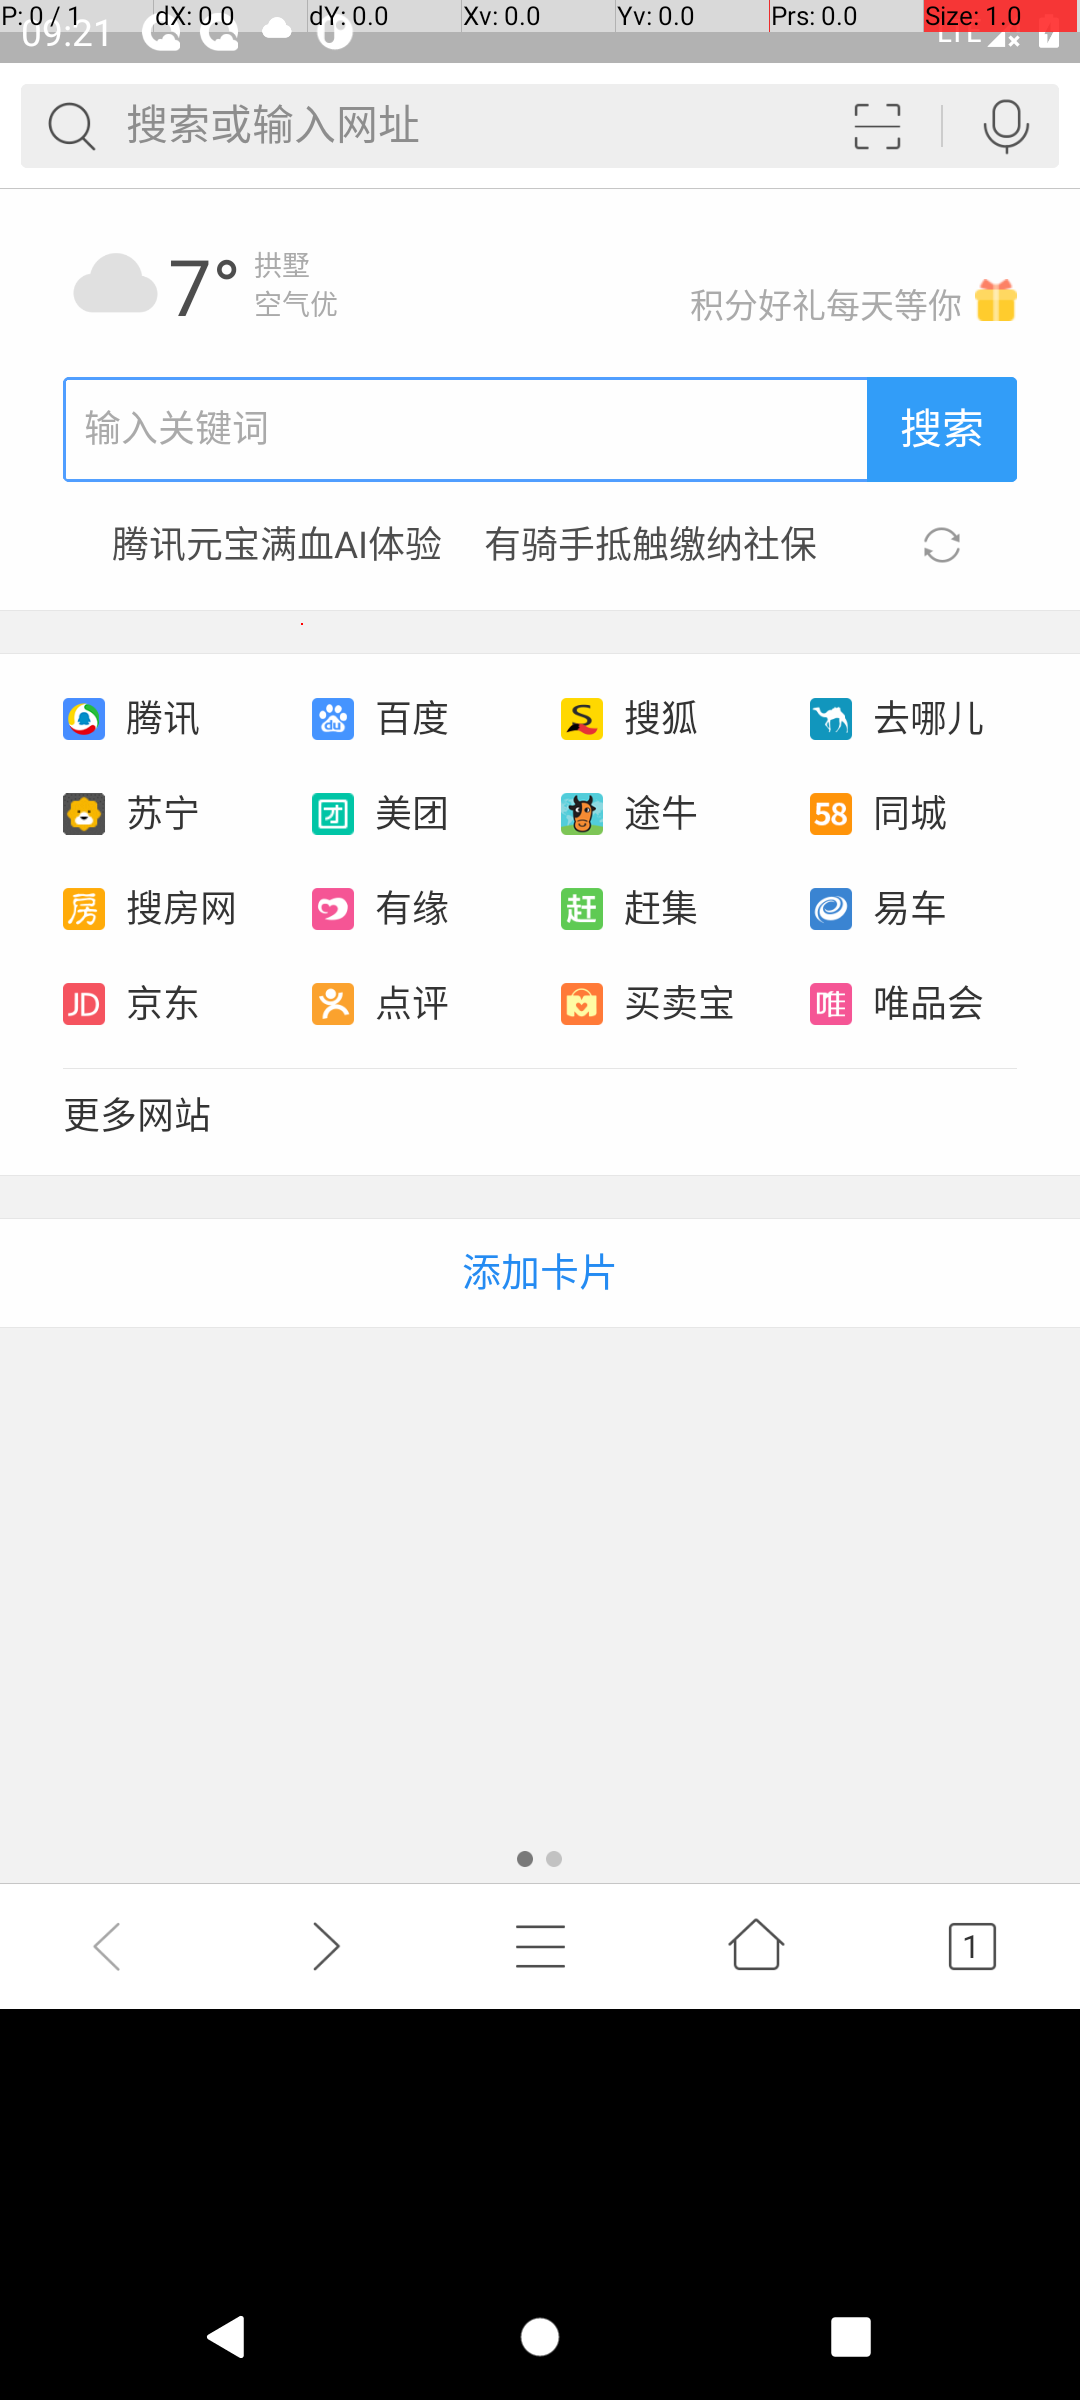 P: 0 / 1 dX: 0.0 dY: 0.0 Xv: 0.0 Yv: 0.0 Prs: 0.0 Size: 1.0
09:21 LTE
搜索或输入网址
7° 拱墅
空气优
积分好礼每天等你
输入关键词 搜索
腾讯元宝满血AI体验 有骑手抵触缴纳社保
腾讯 du 百度 搜狐 去哪儿
苏宁 团 美团 途牛 58 同城
房 搜房网 有缘 赶 赶集 易车
JD 京东 点评 买卖宝 唯 唯品会
更多网站
添加卡片
1